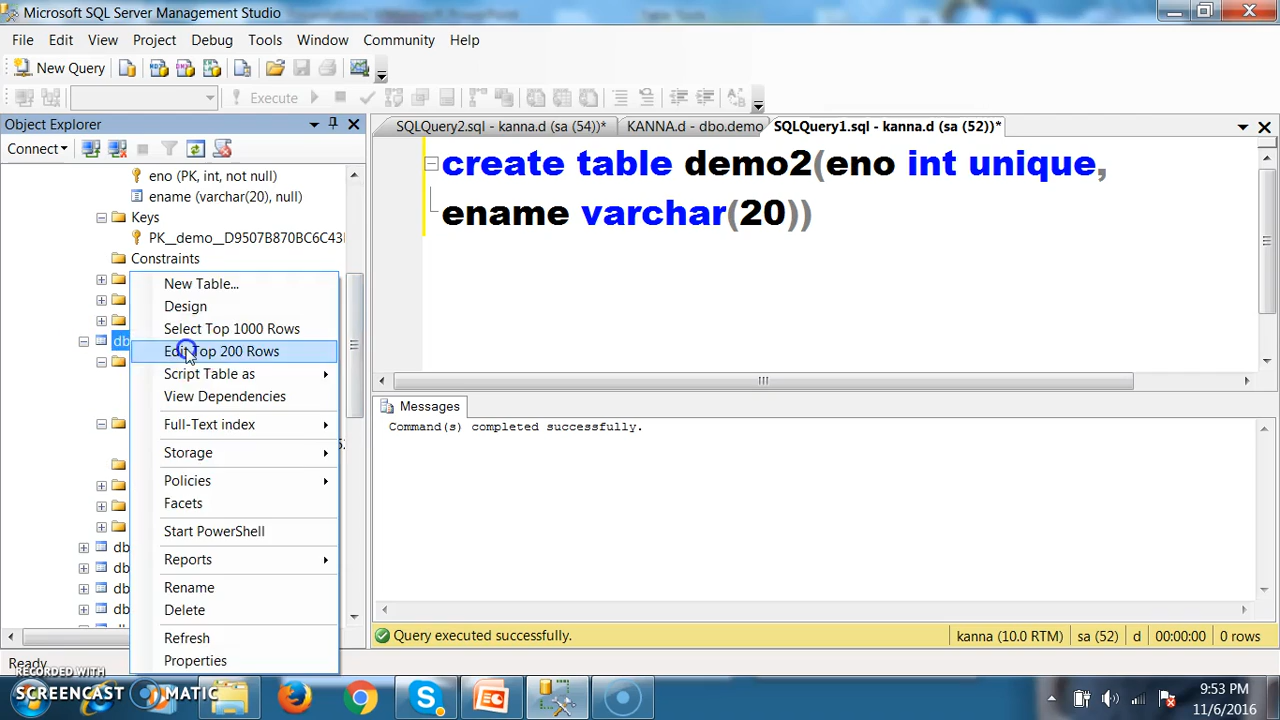 Microsoft SQL Server Management Studio
File Edit View Project Debug Tools Window Community Help
New Query
Execute
Object Explorer
SQLQuery2.sql - kanna.d (sa (54))* KANNA.d - dbo.demo SQLQuery1.sql - kanna.d (sa (52))*
Connect
eno (PK, int, not null)
ename (varchar(20), null)
Keys
PK__demo__D9507B870BC6C43
Constraints
create table demo2(eno int unique,
ename varchar(20))
New Table...
Design
Select Top 1000 Rows
db
Edit Top 200 Rows
Script Table as
View Dependencies
Full-Text index
Storage
Policies
Facets
Start PowerShell
db
Reports
db
Rename
db
Delete
db
Refresh
Properties
Messages
Command(s) completed successfully.
Query executed successfully. kanna (10.0 RTM) sa (52) d 00:00:00 0 rows
Ready
RECORDED WITH
SCREENCAST MATIC
9:53 PM
11/6/2016